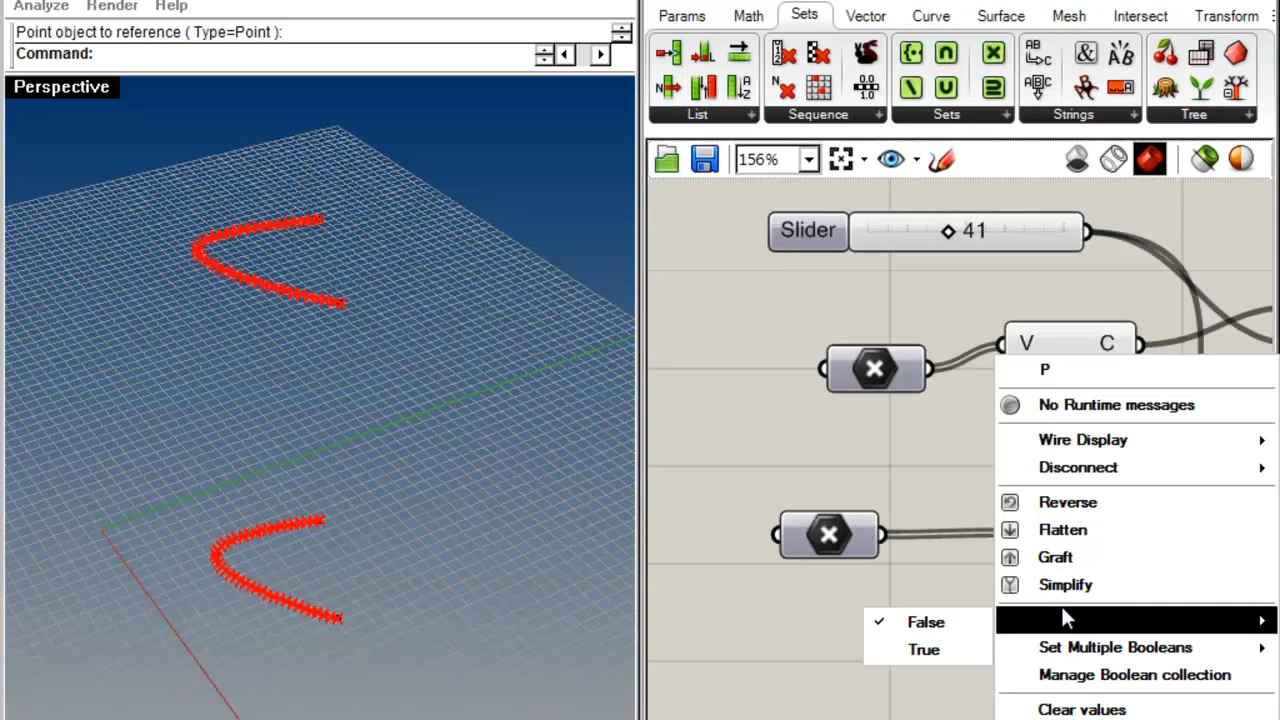 Analyze Render Help
Point object to reference ( Type=Point ):
Command:
Perspective
Params Math Sets Vector Curve Surface Mesh Intersect Transform
List Sequence Sets Strings Tree
156%
Slider 41
V C
P
No Runtime messages
Wire Display
Disconnect
Reverse
Flatten
Graft
Simplify
False
True
Set Multiple Booleans
Manage Boolean collection
Clear values